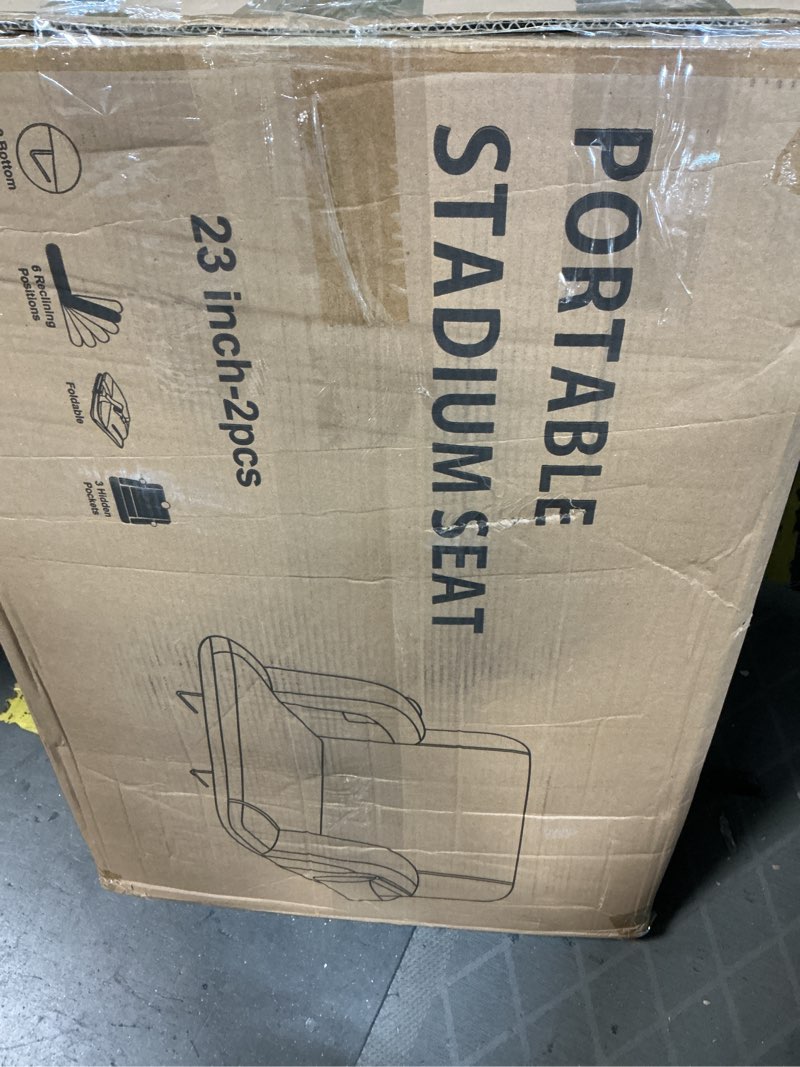 PORTABLE
STADIUM SEAT
23 inch-2pcs
Bottom
6 Reclining
Positions
Foldable
3 Hidden
Pockets